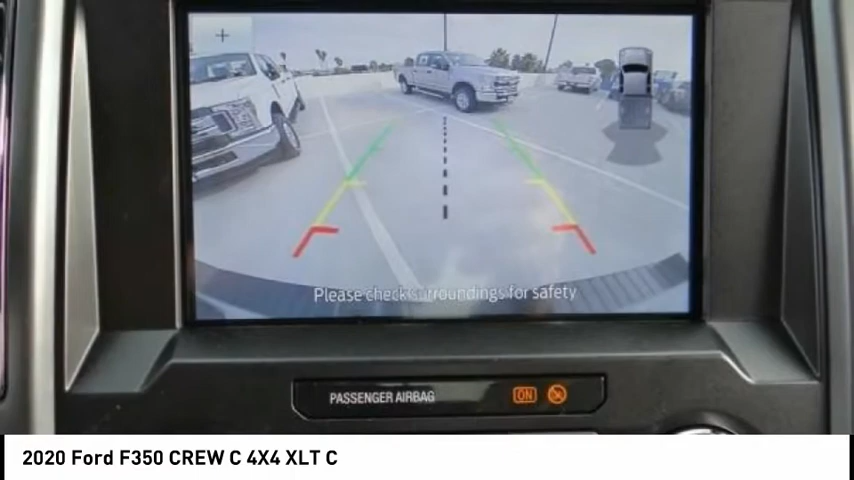 Please check surroundings for safety
PASSENGER AIRBAG ON
2020 Ford F350 CREW C 4X4 XLT C